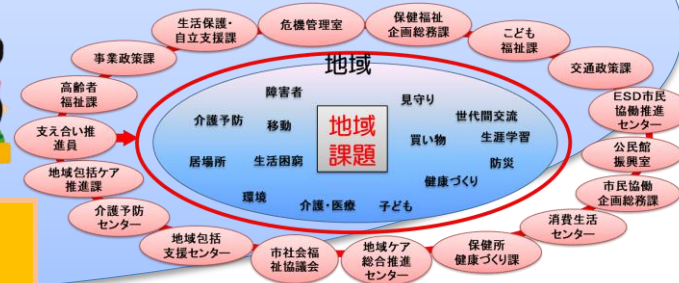 生活保護・
自立支援課
危機管理室
保健福祉
企画総務課
こども
福祉課
事業政策課
交通政策課
高齢者
福祉課
ESD市民
協働推進
センター
支え合い推
進員
公民館
振興室
地域包括ケア
推進課
市民協働
企画総務課
介護予防
センター
消費生活
センター
地域包括
支援センター
市社会福
祉協議会
地域ケア
総合推進
センター
保健所
健康づくり課
地域
障害者
見守り
介護予防
移動
世代間交流
地域
課題
買い物
生涯学習
居場所
生活困窮
防災
健康づくり
環境
介護・医療
子ども